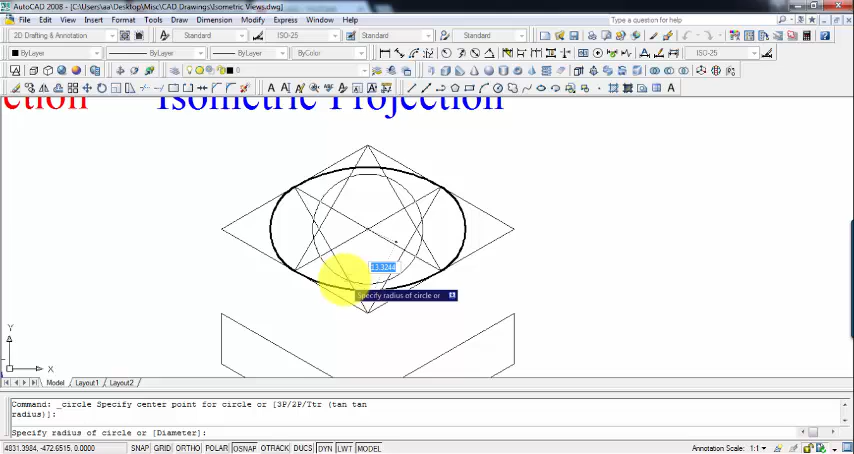 AutoCAD 2008 - [C:\Users\aa\Desktop\Misc\CAD Drawings\Isometric Views.dwg]
File Edit View Insert Format Tools Draw Dimension Modify Express Window Help
Type a question for help
2D Drafting & Annotation Standard ISO-25 Standard Standard
ByLayer ByLayer ByLayer ByColor ISO-25
0
ction Isometric Projection
13.3244
Specify radius of circle or
Y
X
Model Layout1 Layout2
Command: _circle Specify center point for circle or [3P/2P/Ttr (tan tan
radius)]:
Specify radius of circle or [Diameter]:
4831.3984, -472.6515, 0.0000 SNAP GRID ORTHO POLAR OSNAP OTRACK DUCS DYN LWT MODEL Annotation Scale: 1:1